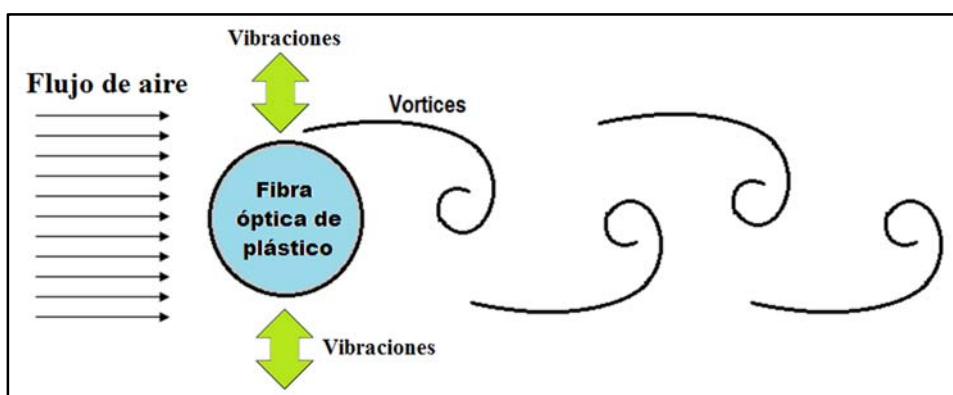 Vibraciones
Flujo de aire
Vortices
Fibra
óptica de
plástico
Vibraciones